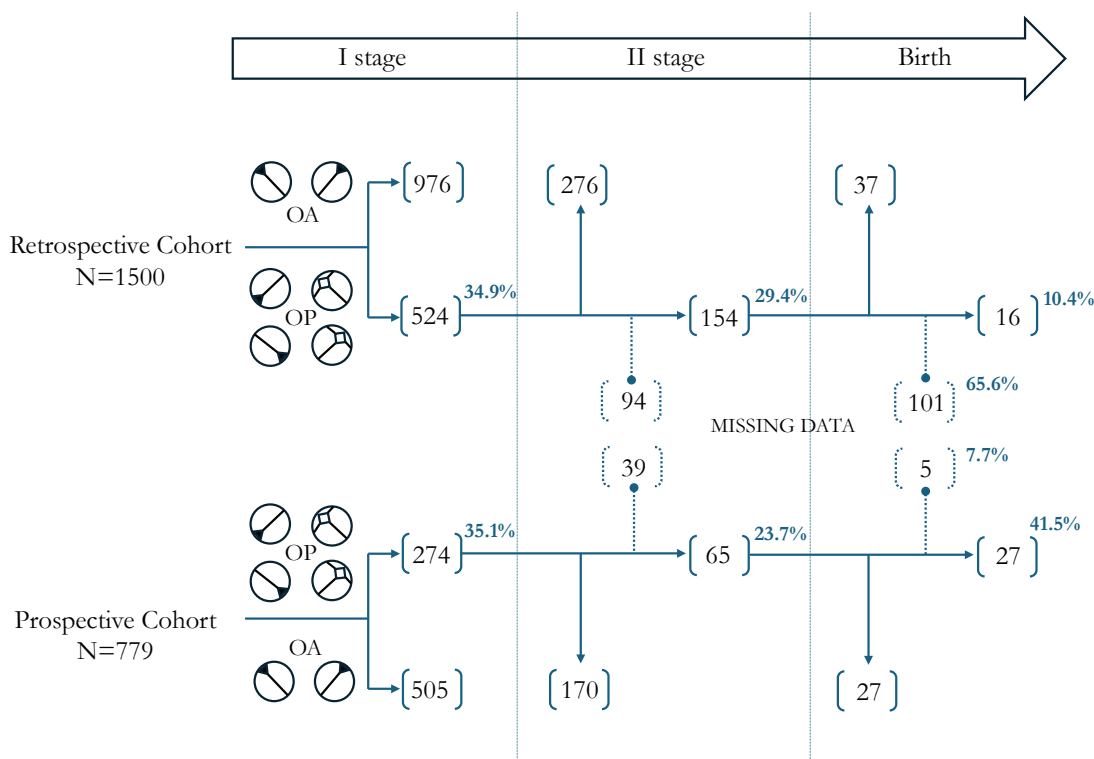 I stage
II stage
Birth
976
276
37
OA
Retrospective Cohort
N=1500
34.9%
29.4%
10.4%
524
154
16
OP
94
65.6%
101
MISSING DATA
39
7.7%
5
35.1%
23.7%
41.5%
OP
274
65
27
Prospective Cohort
N=779
OA
505
170
27